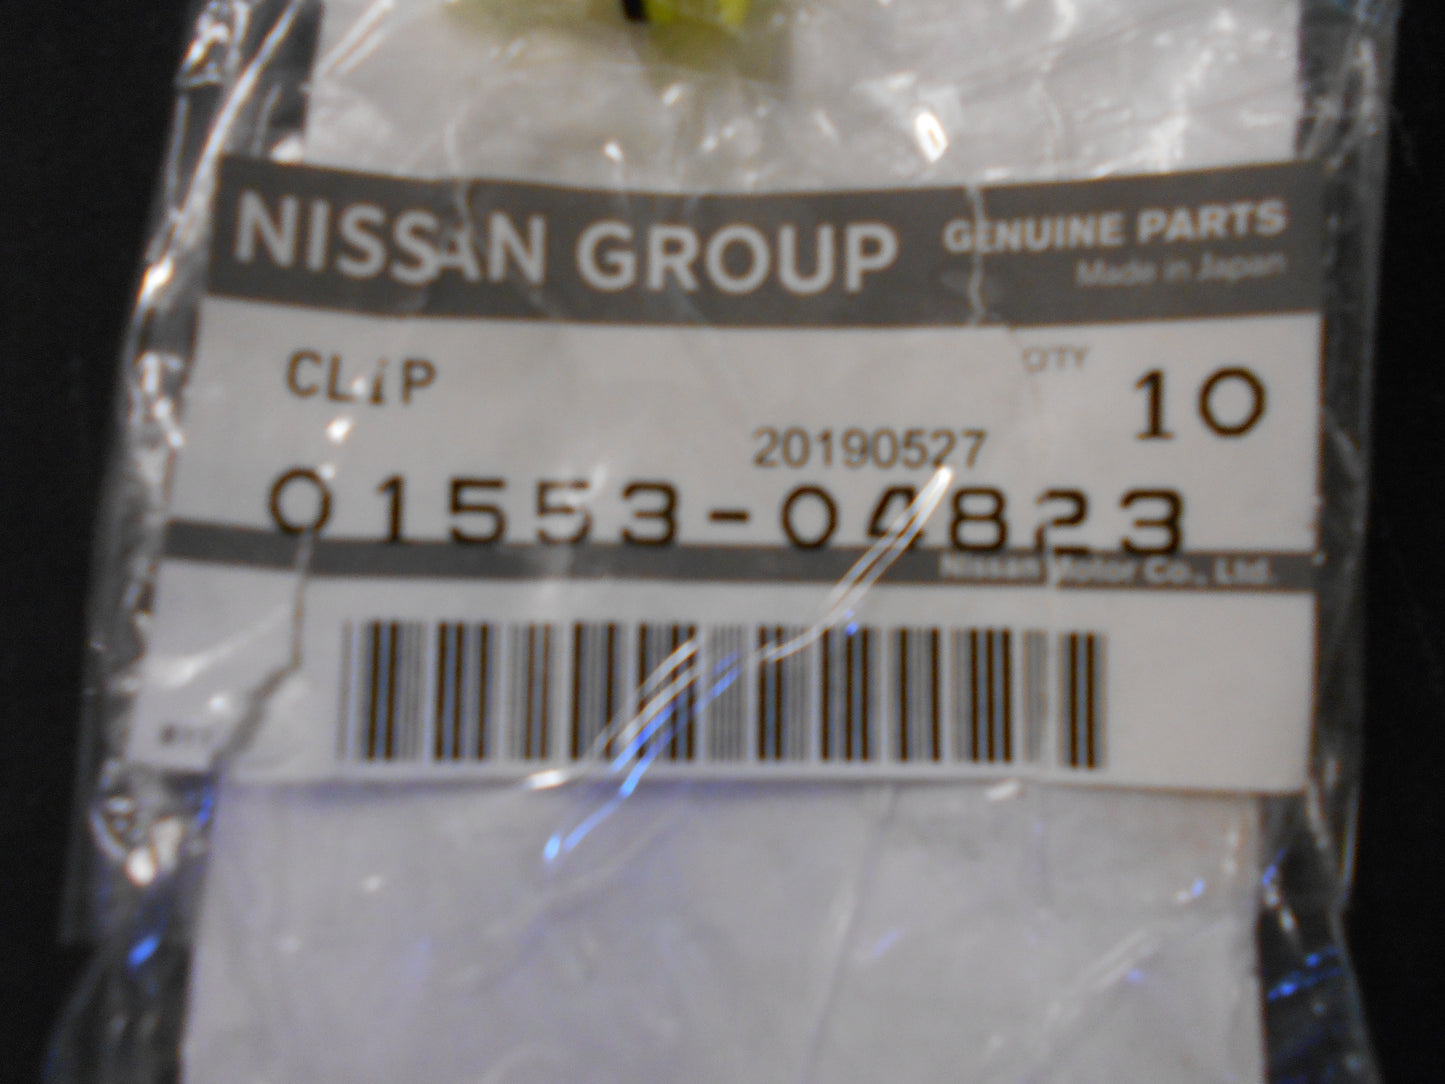 NISSAN GROUP
GENUINE PARTS
Made in Japan
CLIP
QTY 10
20190527
01553-04823
Nissan Motor Co., Ltd.